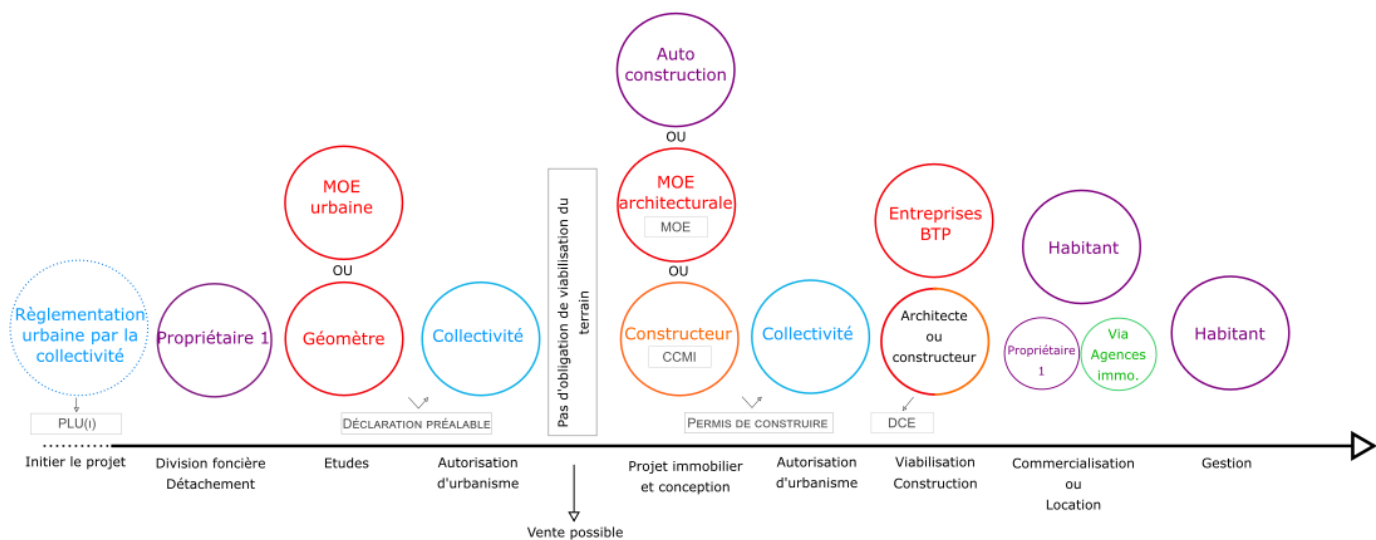 Auto
construction
OU
MOE
urbaine
OU
MOE
architecturale
MOE
OU
Entreprises
BTP
Habitant
Règlementation
urbaine par la
collectivité
Propriétaire 1
Géomètre
Collectivité
Pas d'obligation de viabilisation du
terrain
Constructeur
CCMI
Collectivité
Architecte
ou
constructeur
Propriétaire
1
Via
Agences
immo.
Habitant
PLU(I)
DÉCLARATION PRÉALABLE
PERMIS DE CONSTRUIRE
DCE
Initier le projet
Division foncière
Détachement
Etudes
Autorisation
d'urbanisme
Projet immobilier
et conception
Autorisation
d'urbanisme
Viabilisation
Construction
Commercialisation
ou
Location
Gestion
Vente possible